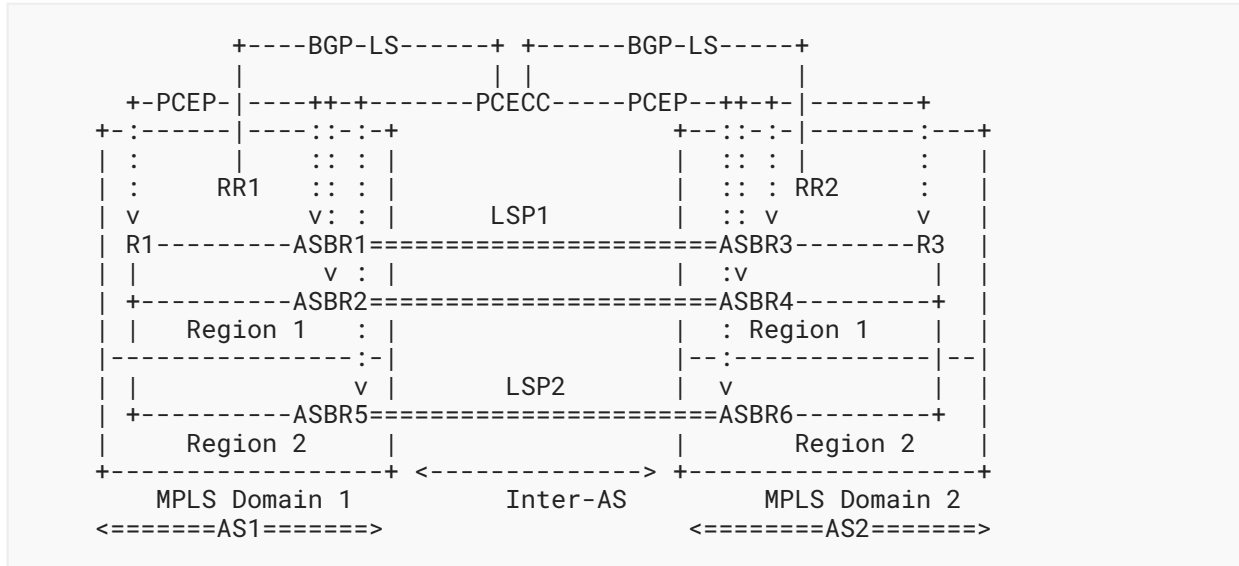 +----BGP-LS------+ +------BGP-LS-----+
         |                | |                 |
  +-PCEP-|----++-+-------PCECC-----PCEP--++-+-|-------+
+-:------|----::-:-+                  +--::-:-|-------:---+
| :      |    :: : |                  |  :: : |       :   |
| :     RR1   :: : |                  |  :: : RR2     :   |
| v           v: : |      LSP1        |  :: v         v   |
| R1---------ASBR1=======================ASBR3--------R3  |
| |            v : |                  |  :v            |  |
| +----------ASBR2=======================ASBR4---------+  |
| |   Region 1   : |                  |  : Region 1    |  |
|----------------:-|                  |--:-------------|--|
| |              v |       LSP2       |  v             |  |
| +----------ASBR5=======================ASBR6---------+  |
|     Region 2     |                  |       Region 2    |
+------------------+ <--------------> +-------------------+
    MPLS Domain 1          Inter-AS         MPLS Domain 2
<=======AS1=======>                    <========AS2=======>